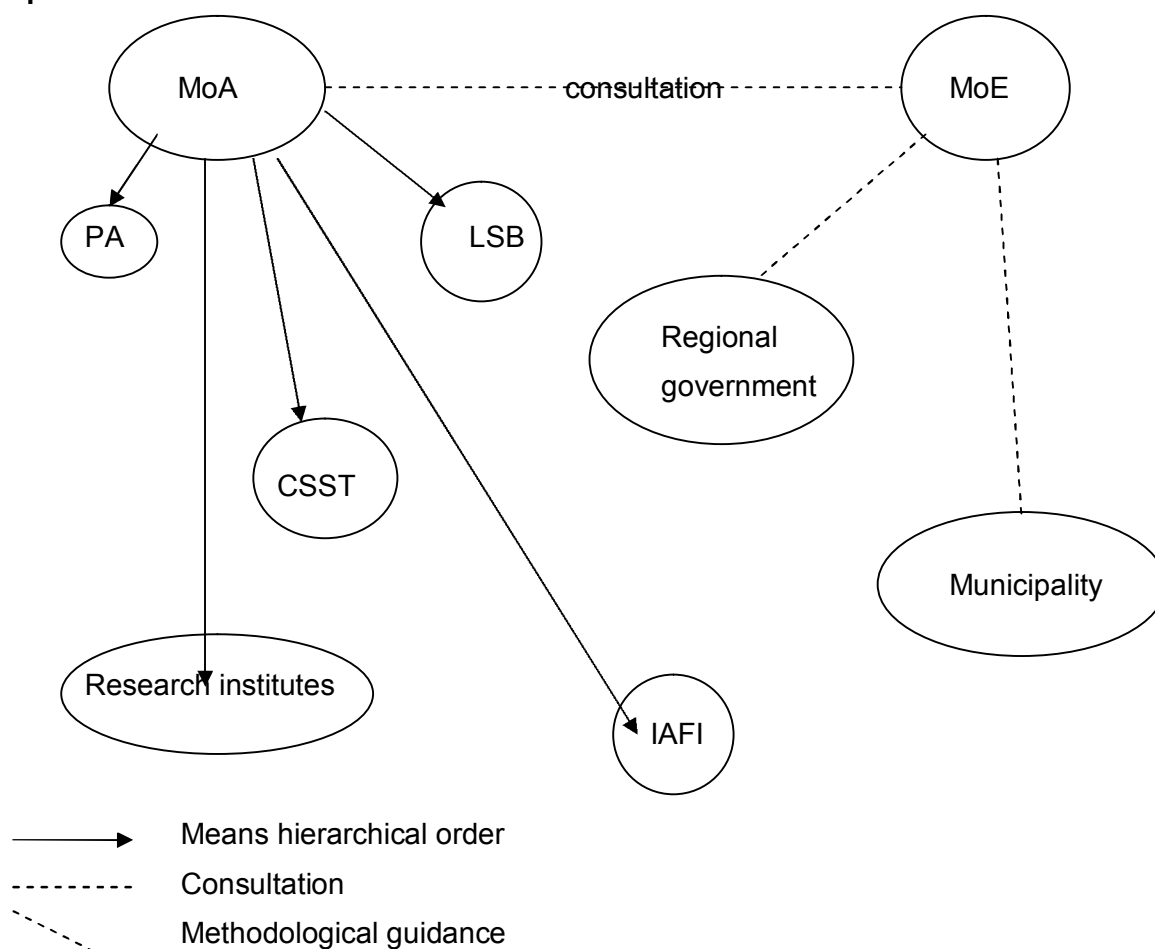 MoA
consultation
MoE
PA
LSB
Regional
government
CSST
Municipality
Research institutes
IAFI
Means hierarchical order
Consultation
Methodological guidance